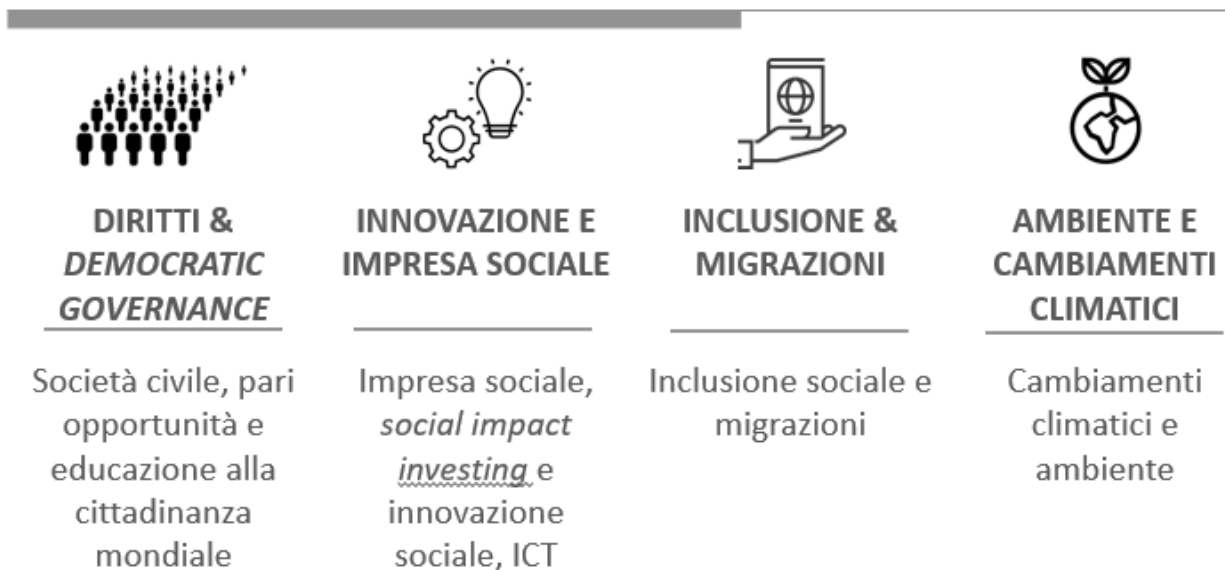 DIRITTI &
DEMOCRATIC
GOVERNANCE
Società civile, pari
opportunità e
educazione alla
cittadinanza
mondiale
INNOVAZIONE E
IMPRESA SOCIALE
Impresa sociale,
social impact
investing e
innovazione
sociale, ICT
INCLUSIONE &
MIGRAZIONI
Inclusione sociale e
migrazioni
AMBIENTE E
CAMBIAMENTI
CLIMATICI
Cambiamenti
climatici e
ambiente